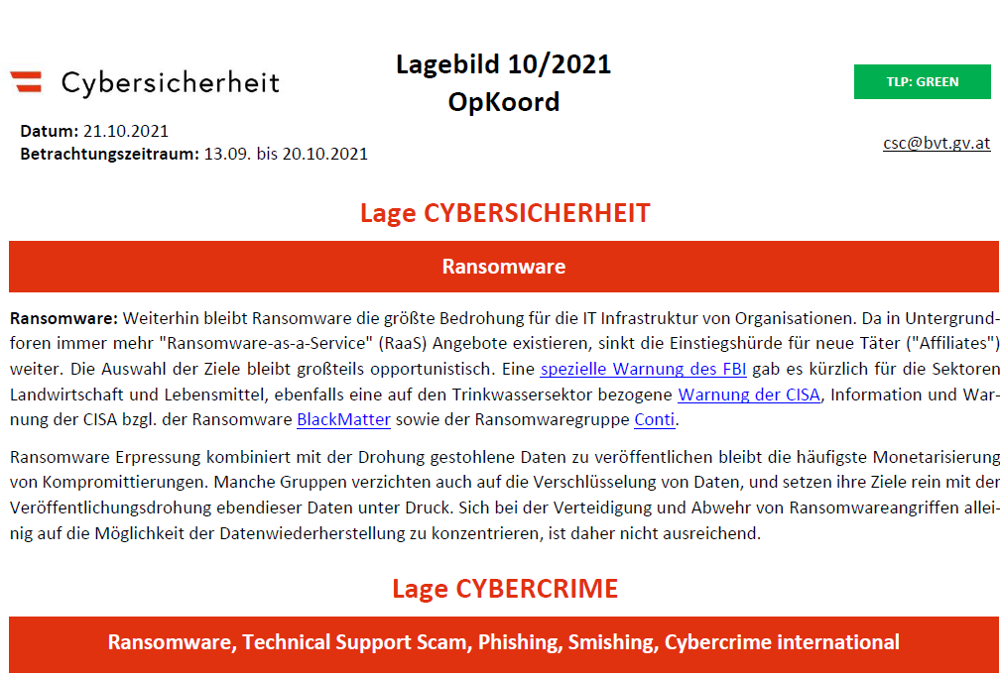 Lagebild 10/2021
OpKoord
Cybersicherheit
TLP: GREEN
Datum: 21.10.2021
Betrachtungszeitraum: 13.09. bis 20.10.2021
csc@bvt.gv.at
Lage CYBERSICHERHEIT
Ransomware
Ransomware: Weiterhin bleibt Ransomware die größte Bedrohung für die IT Infrastruktur von Organisationen. Da in Untergrund-
foren immer mehr "Ransomware-as-a-Service" (RaaS) Angebote existieren, sinkt die Einstiegshürde für neue Täter ("Affiliates")
weiter. Die Auswahl der Ziele bleibt großteils opportunistisch. Eine spezielle Warnung des FBI gab es kürzlich für die Sektoren
Landwirtschaft und Lebensmittel, ebenfalls eine auf den Trinkwassersektor bezogene Warnung der CISA, Information und War-
nung der CISA bzgl. der Ransomware BlackMatter sowie der Ransomwaregruppe Conti.
Ransomware Erpressung kombiniert mit der Drohung gestohlene Daten zu veröffentlichen bleibt die häufigste Monetarisierung
von Kompromittierungen. Manche Gruppen verzichten auch auf die Verschlüsselung von Daten, und setzen ihre Ziele rein mit der
Veröffentlichungsdrohung ebendieser Daten unter Druck. Sich bei der Verteidigung und Abwehr von Ransomwareangriffen allei-
nig auf die Möglichkeit der Datenwiederherstellung zu konzentrieren, ist daher nicht ausreichend.
Lage CYBERCRIME
Ransomware, Technical Support Scam, Phishing, Smishing, Cybercrime international